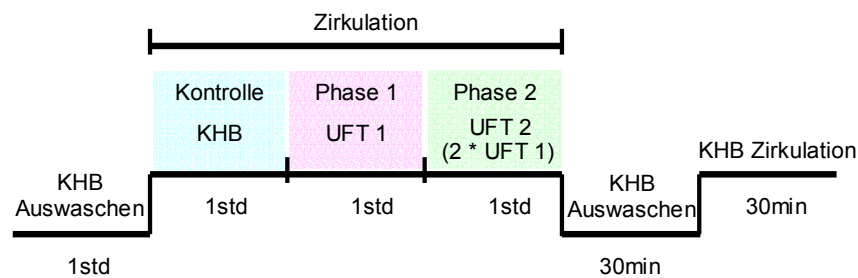 Zirkulation
Kontrolle
KHB
Phase 1
UFT 1
Phase 2
UFT 2
(2 * UFT 1)
KHB
Auswaschen
1std
1std
1std
1std
KHB
Auswaschen
30min
KHB Zirkulation
30min